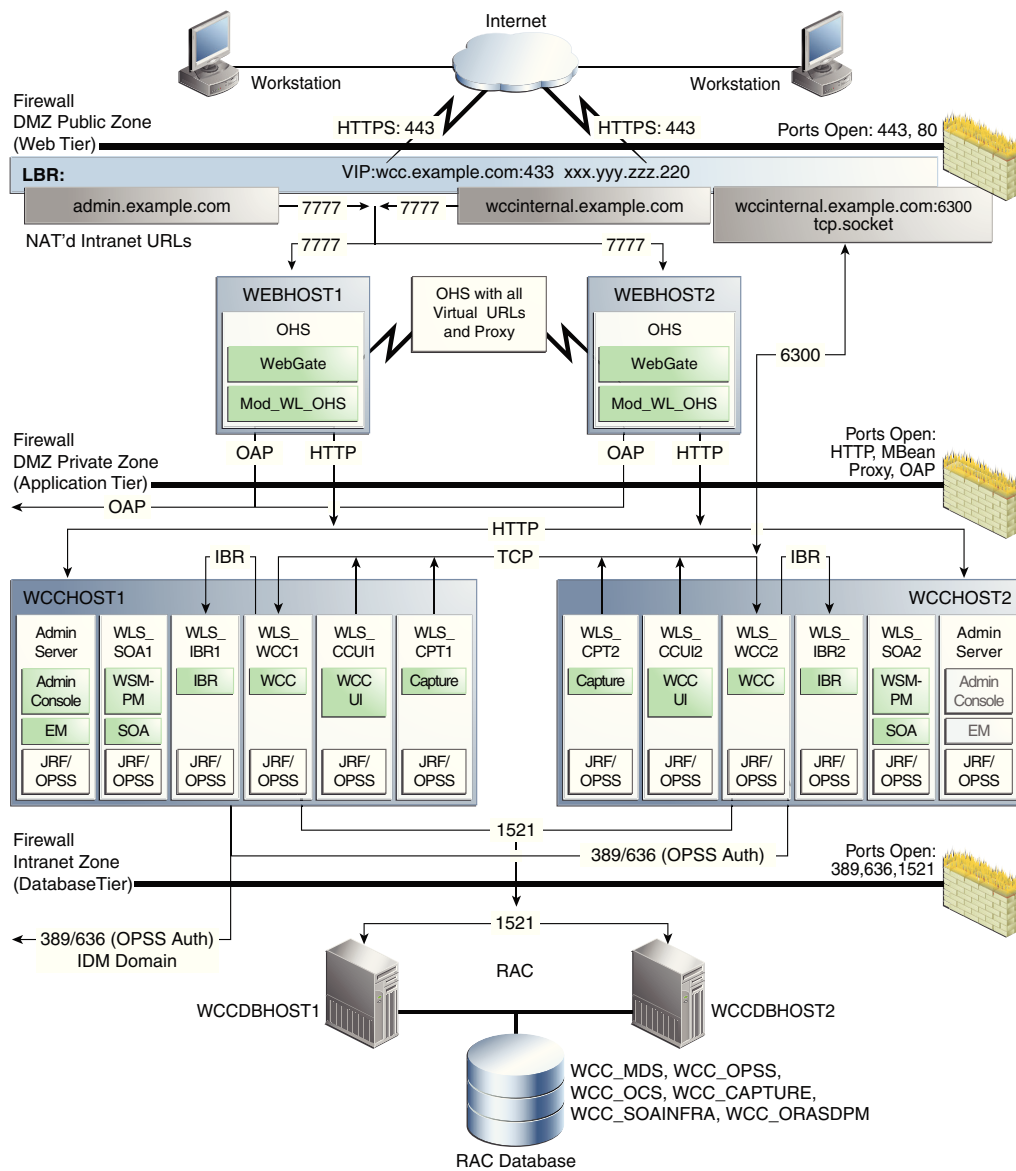 Internet
Workstation
Workstation
Firewall
DMZ Public Zone
(Web Tier)
HTTPS: 443
HTTPS: 443
Ports Open: 443, 80
LBR:
VIP:wcc.example.com:433 xxx.yyy.zzz.220
admin.example.com
7777
7777
wccinternal.example.com
wccinternal.example.com:6300
tcp.socket
NAT'd Intranet URLs
7777
7777
WEBHOST1
OHS
WebGate
Mod_WL_OHS
OHS with all
Virtual URLs
and Proxy
WEBHOST2
OHS
WebGate
Mod_WL_OHS
6300
Firewall
DMZ Private Zone
(Application Tier)
OAP
HTTP
OAP
HTTP
Ports Open:
HTTP, MBean
Proxy, OAP
OAP
HTTP
IBR
TCP
IBR
WCCHOST1
Admin
Server
Admin
Console
EM
JRF/
OPSS
WLS_
SOA1
WSM-
PM
SOA
JRF/
OPSS
WLS_
IBR1
IBR
JRF/
OPSS
WLS_
WCC1
WCC
JRF/
OPSS
WLS_
CCUI1
WCC
UI
JRF/
OPSS
WLS_
CPT1
Capture
JRF/
OPSS
WCCHOST2
WLS_
CPT2
Capture
JRF/
OPSS
WLS_
CCUI2
WCC
UI
JRF/
OPSS
WLS_
WCC2
WCC
JRF/
OPSS
WLS_
IBR2
IBR
JRF/
OPSS
WLS_
SOA2
WSM-
PM
SOA
JRF/
OPSS
Admin
Server
Admin
Console
EM
JRF/
OPSS
Firewall
Intranet Zone
(DatabaseTier)
1521
389/636 (OPSS Auth)
Ports Open:
389,636,1521
389/636 (OPSS Auth)
IDM Domain
1521
RAC
WCCDBHOST1
WCCDBHOST2
WCC_MDS, WCC_OPSS,
WCC_OCS, WCC_CAPTURE,
WCC_SOAINFRA, WCC_ORASDPM
RAC Database